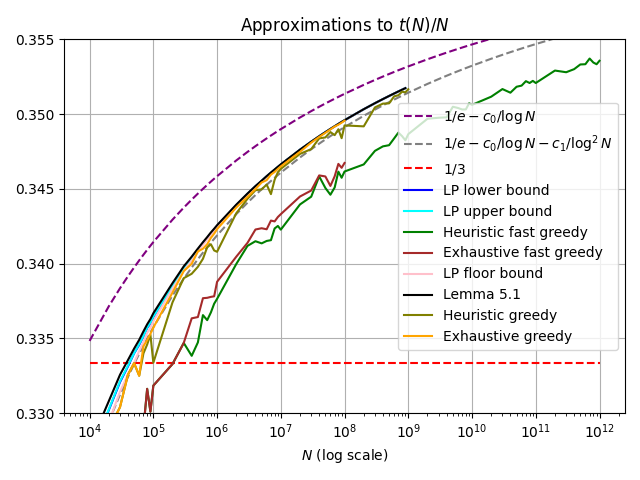 Approximations to t(N)/N
0.355
0.350
0.345
0.340
0.335
0.330
10⁴ 10⁵ 10⁶ 10⁷ 10⁸ 10⁹ 10¹⁰ 10¹¹ 10¹²
N (log scale)
1/e − c₀/log N
1/e − c₀/log N − c₁/log² N
1/3
LP lower bound
LP upper bound
Heuristic fast greedy
Exhaustive fast greedy
LP floor bound
Lemma 5.1
Heuristic greedy
Exhaustive greedy